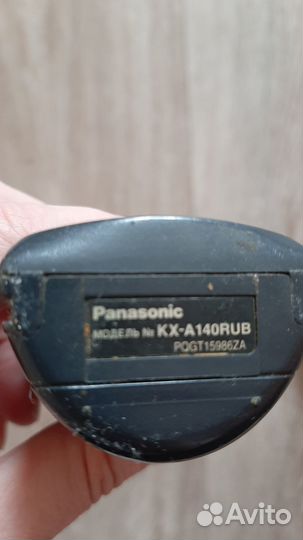 Panasonic
МОДЕЛЬ № KX-A140RUB
PQGT15986ZA
Avito